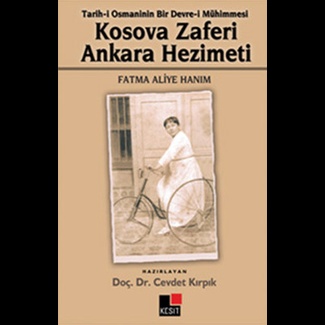 Tarih-i Osmaninin Bir Devre-i Mühimmesi
Kosova Zaferi
Ankara Hezimeti
FATMA ALİYE HANIM
HAZIRLAYAN
Doç. Dr. Cevdet Kırpık
KESİT